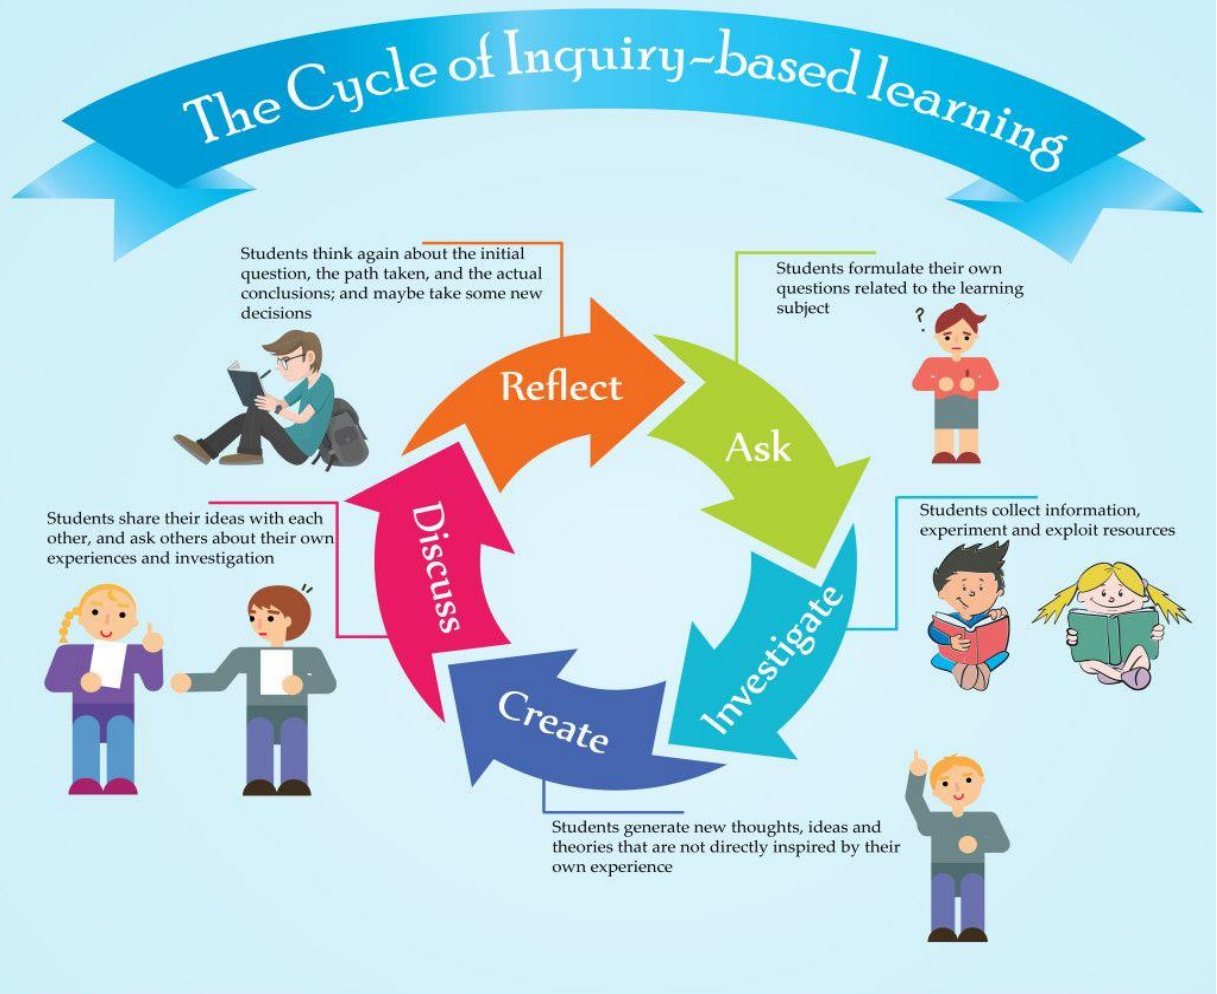 The Cycle of Inquiry-based learning
Students think again about the initial
question, the path taken, and the actual
conclusions; and maybe take some new
decisions
Students formulate their own
questions related to the learning
subject
?
Reflect
Ask
Students collect information,
experiment and exploit resources
Investigate
Students share their ideas with each
other, and ask others about their own
experiences and investigation
Discuss
Create
Students generate new thoughts, ideas and
theories that are not directly inspired by their
own experience